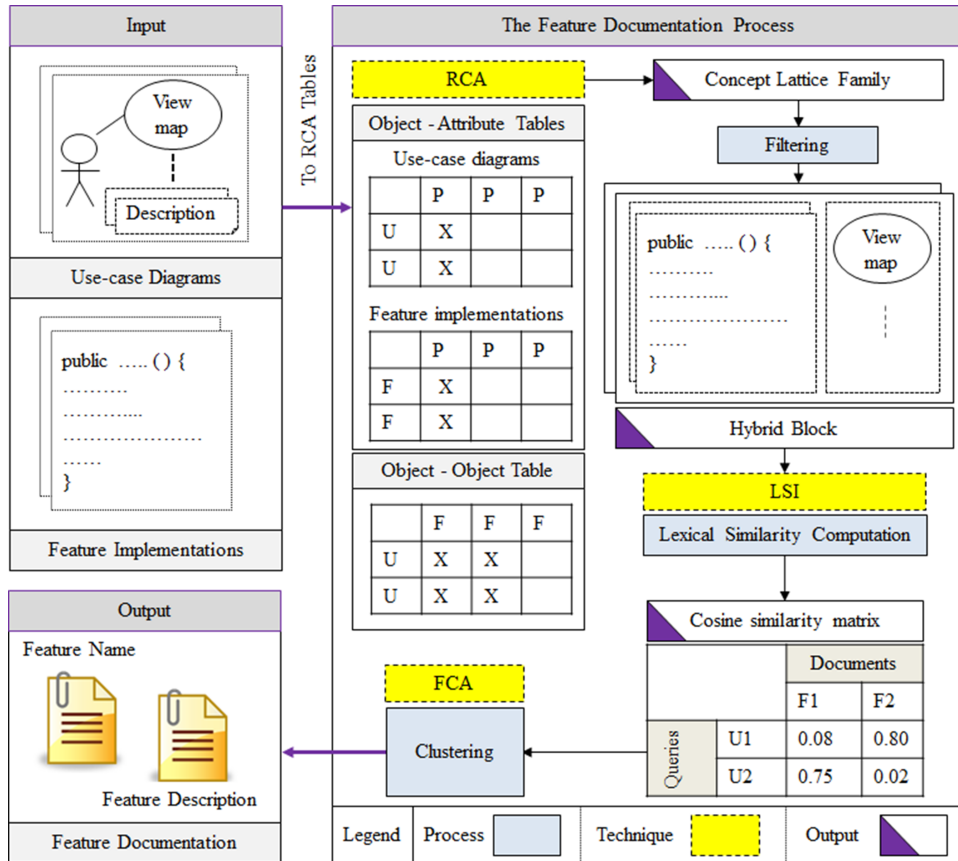 Input
View
map
Description
Use-case Diagrams
public ..... ( ) {
..........
.............
......................
......
}
Feature Implementations
To RCA Tables
The Feature Documentation Process
RCA
Object - Attribute Tables
Use-case diagrams
P P P
U X
U X
Feature implementations
P P P
F X
F X
Object - Object Table
F F F
U X X
U X X
Concept Lattice Family
Filtering
public ..... ( ) {
..........
.............
......................
......
}
View
map
Hybrid Block
LSI
Lexical Similarity Computation
Cosine similarity matrix
Documents
F1 F2
Queries
U1 0.08 0.80
U2 0.75 0.02
FCA
Clustering
Output
Feature Name
Feature Description
Feature Documentation
Legend Process Technique Output